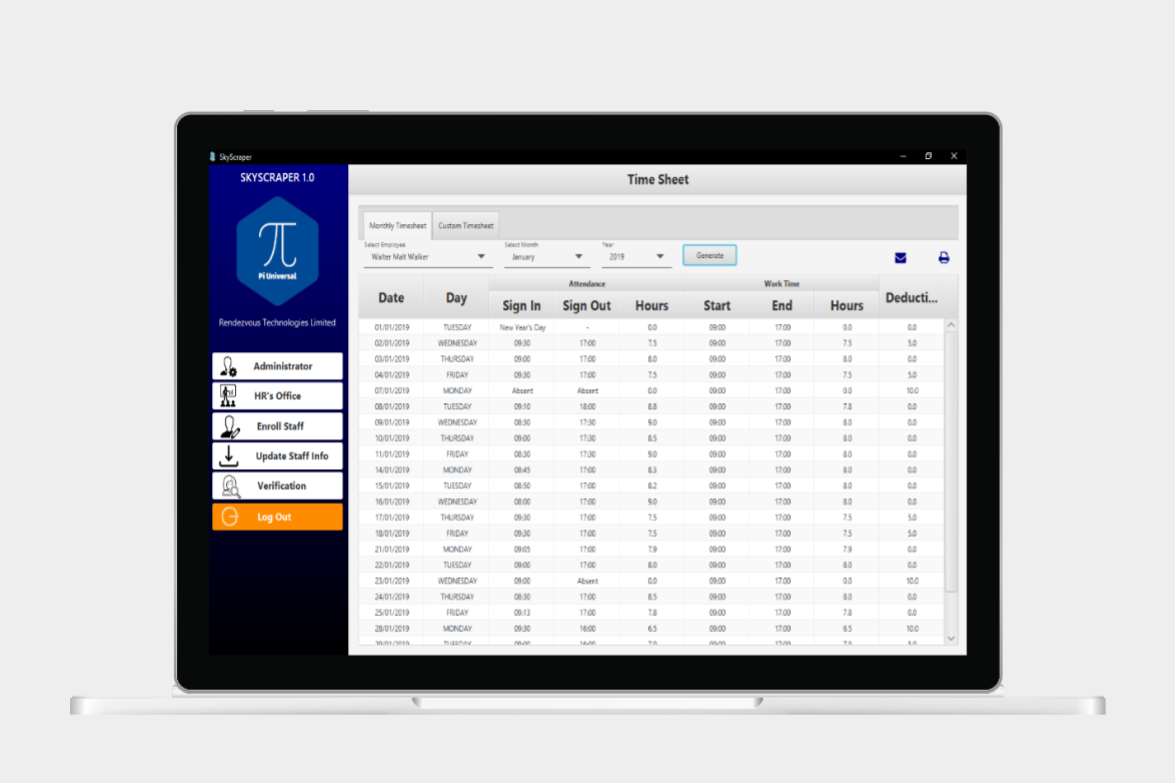 SkyScraper
SKYSCRAPER 1.0
π
Pi Universal
Rendezvous Technologies Limited
Administrator
HR's Office
Enroll Staff
Update Staff Info
Verification
Log Out
Time Sheet
Monthly Timesheet Custom Timesheet
Select Employee Select Month Year
Walter Malt Walker January 2019 Generate
Attendance Work Time
Date Day Sign In Sign Out Hours Start End Hours Deducti...
01/01/2019 TUESDAY New Year's Day - 0.0 09:00 17:00 0.0 0.0
02/01/2019 WEDNESDAY 09:30 17:00 7.5 09:00 17:00 7.5 5.0
03/01/2019 THURSDAY 09:00 17:00 8.0 09:00 17:00 8.0 0.0
04/01/2019 FRIDAY 09:30 17:00 7.5 09:00 17:00 7.5 5.0
07/01/2019 MONDAY Absent Absent 0.0 09:00 17:00 0.0 10.0
08/01/2019 TUESDAY 09:10 18:00 8.8 09:00 17:00 7.8 0.0
09/01/2019 WEDNESDAY 08:30 17:30 9.0 09:00 17:00 8.0 0.0
10/01/2019 THURSDAY 09:00 17:30 8.5 09:00 17:00 8.0 0.0
11/01/2019 FRIDAY 08:30 17:30 9.0 09:00 17:00 8.0 0.0
14/01/2019 MONDAY 08:45 17:00 8.3 09:00 17:00 8.0 0.0
15/01/2019 TUESDAY 08:50 17:00 8.2 09:00 17:00 8.0 0.0
16/01/2019 WEDNESDAY 08:00 17:00 9.0 09:00 17:00 8.0 0.0
17/01/2019 THURSDAY 09:30 17:00 7.5 09:00 17:00 7.5 5.0
18/01/2019 FRIDAY 09:30 17:00 7.5 09:00 17:00 7.5 5.0
21/01/2019 MONDAY 09:05 17:00 7.9 09:00 17:00 7.9 0.0
22/01/2019 TUESDAY 09:00 17:00 8.0 09:00 17:00 8.0 0.0
23/01/2019 WEDNESDAY 09:00 Absent 0.0 09:00 17:00 0.0 10.0
24/01/2019 THURSDAY 08:30 17:00 8.5 09:00 17:00 8.0 0.0
25/01/2019 FRIDAY 09:13 17:00 7.8 09:00 17:00 7.8 0.0
28/01/2019 MONDAY 09:30 16:00 6.5 09:00 17:00 6.5 10.0
29/01/2019 TUESDAY 09:00 16:00 7.0 09:00 17:00 7.0 5.0